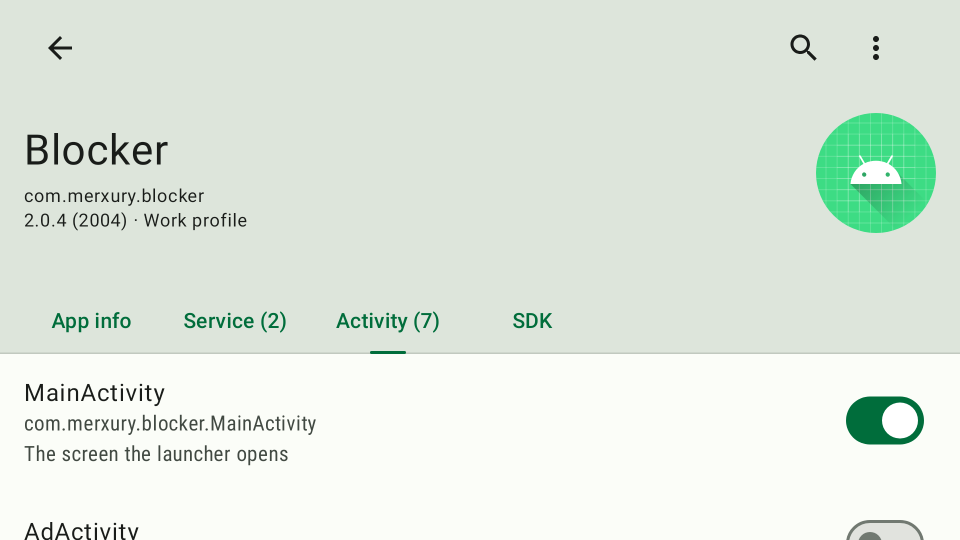 Blocker
com.merxury.blocker
2.0.4 (2004) · Work profile
App info Service (2) Activity (7) SDK
MainActivity
com.merxury.blocker.MainActivity
The screen the launcher opens
AdActivity